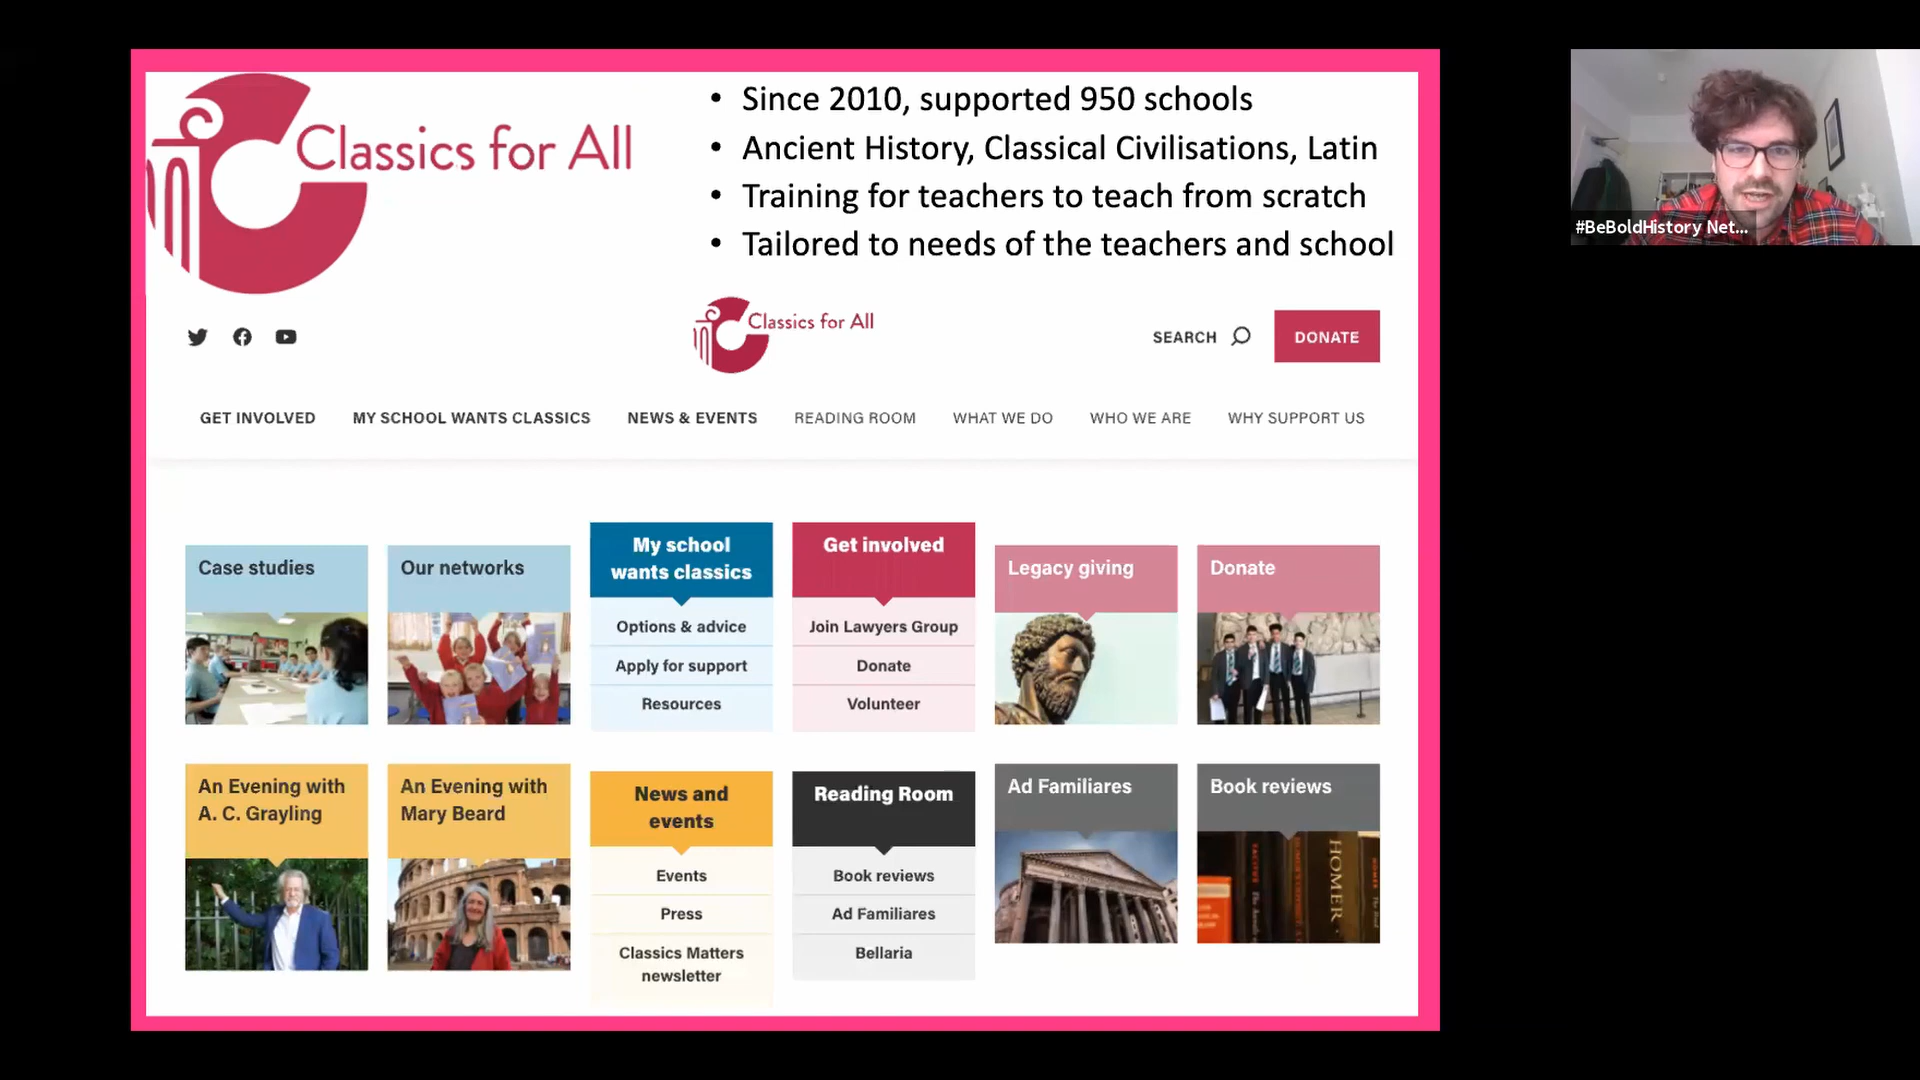 Classics for All
• Since 2010, supported 950 schools
• Ancient History, Classical Civilisations, Latin
• Training for teachers to teach from scratch
• Tailored to needs of the teachers and school
#BeBoldHistory Net...
Classics for All
SEARCH
DONATE
GET INVOLVED
MY SCHOOL WANTS CLASSICS
NEWS & EVENTS
READING ROOM
WHAT WE DO
WHO WE ARE
WHY SUPPORT US
Case studies
Our networks
My school
wants classics
Options & advice
Apply for support
Resources
Get involved
Join Lawyers Group
Donate
Volunteer
Legacy giving
Donate
An Evening with
A. C. Grayling
An Evening with
Mary Beard
News and
events
Events
Press
Classics Matters
newsletter
Reading Room
Book reviews
Ad Familiares
Bellaria
Ad Familiares
Book reviews
HOMER